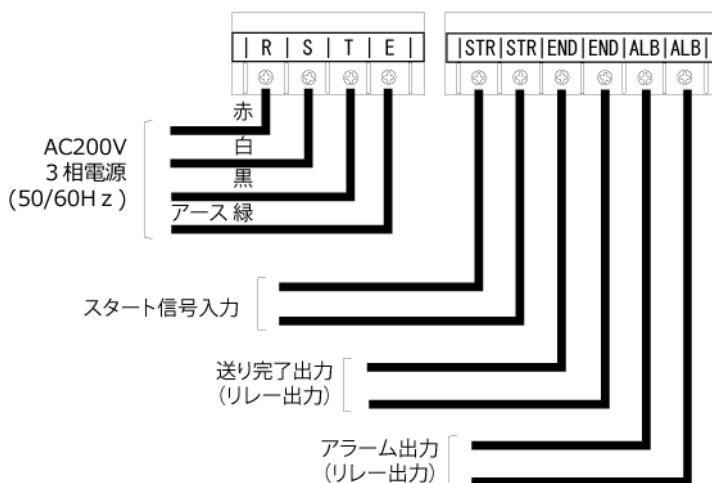 R S T E
STR STR END END ALB ALB
赤
白
黒
アース 緑
AC200V
3相電源
(50/60Hz)
スタート信号入力
送り完了出力
(リレー出力)
アラーム出力
(リレー出力)